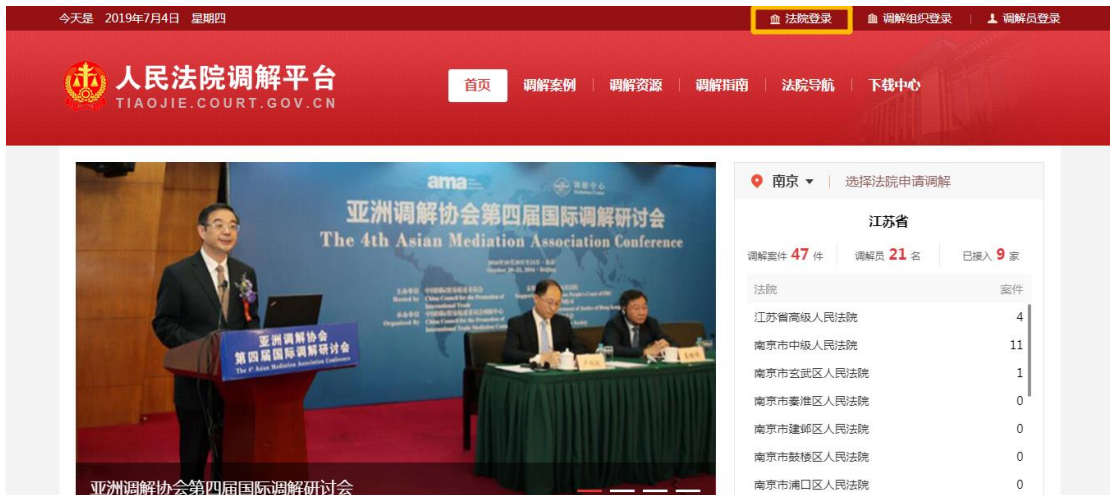 今天是 2019年7月4日 星期四
法院登录
调解组织登录
调解员登录
人民法院调解平台
TIAOJIE.COURT.GOV.CN
首页
调解案例
调解资源
调解指南
法院导航
下载中心
ama
调解中心
亚洲调解协会第四届国际调解研讨会
The 4th Asian Mediation Association Conference
亚洲调解协会
第四届国际调解研讨会
The 4th Asian Mediation Association Conference
亚洲调解协会第四届国际调解研讨会
南京
选择法院申请调解
江苏省
调解案件 47 件
调解员 21 名
已接入 9 家
法院 案件
江苏省高级人民法院 4
南京市中级人民法院 11
南京市玄武区人民法院 1
南京市秦淮区人民法院 0
南京市建邺区人民法院 0
南京市鼓楼区人民法院 0
南京市浦口区人民法院 0